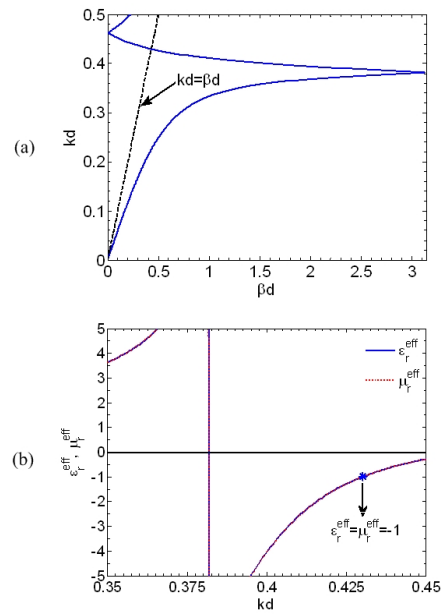 0.5
0.4
kd=βd
0.3
(a)
kd
0.2
0.1
0
0 0.5 1 1.5 2 2.5 3
βd
5
4
ε_r^eff
3
μ_r^eff
2
1
(b)
ε_r^eff, μ_r^eff
0
-1
-2
ε_r^eff=μ_r^eff=-1
-3
-4
-5
0.35 0.375 0.4 0.425 0.45
kd